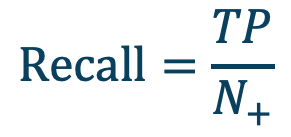 Recall = TP / N₊